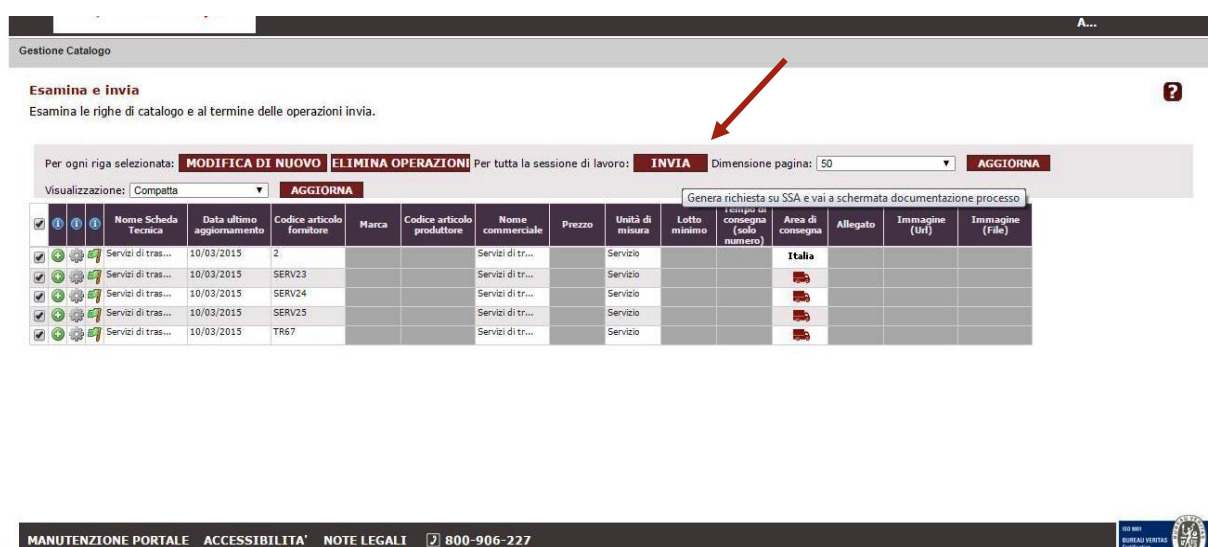 A...
Gestione Catalogo
Esamina e invia
Esamina le righe di catalogo e al termine delle operazioni invia.
Per ogni riga selezionata: MODIFICA DI NUOVO ELIMINA OPERAZIONI Per tutta la sessione di lavoro: INVIA Dimensione pagina: 50 AGGIORNA
Visualizzazione: Compatta AGGIORNA
Genera richiesta su SSA e vai a schermata documentazione processo
Nome Scheda Tecnica Data ultimo aggiornamento Codice articolo fornitore Marca Codice articolo produttore Nome commerciale Prezzo Unità di misura Lotto minimo Tempo di consegna (solo numero) Area di consegna Allegato Immagine (Url) Immagine (File)
Servizi di tras... 10/03/2015 2 Servizi di tr... Servizio Italia
Servizi di tras... 10/03/2015 SERV23 Servizi di tr... Servizio
Servizi di tras... 10/03/2015 SERV24 Servizi di tr... Servizio
Servizi di tras... 10/03/2015 SERV25 Servizi di tr... Servizio
Servizi di tras... 10/03/2015 TR67 Servizi di tr... Servizio
MANUTENZIONE PORTALE ACCESSIBILITA' NOTE LEGALI 800-906-227
ISO 9001
BUREAU VERITAS
Certification